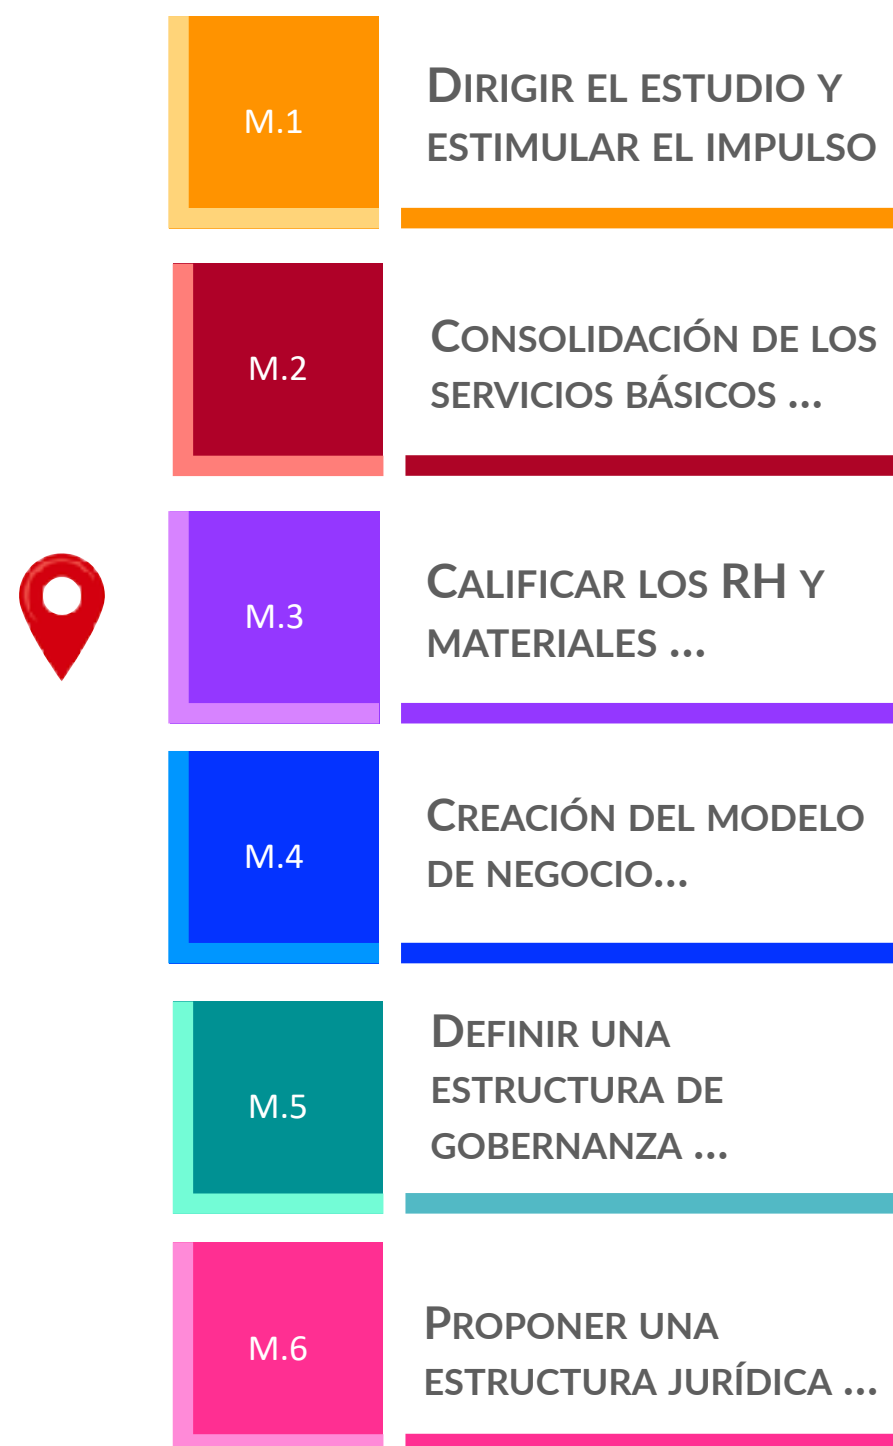 M.1
DIRIGIR EL ESTUDIO Y
ESTIMULAR EL IMPULSO
M.2
CONSOLIDACIÓN DE LOS
SERVICIOS BÁSICOS ...
M.3
CALIFICAR LOS RH Y
MATERIALES ...
M.4
CREACIÓN DEL MODELO
DE NEGOCIO...
M.5
DEFINIR UNA
ESTRUCTURA DE
GOBERNANZA ...
M.6
PROPONER UNA
ESTRUCTURA JURÍDICA ...